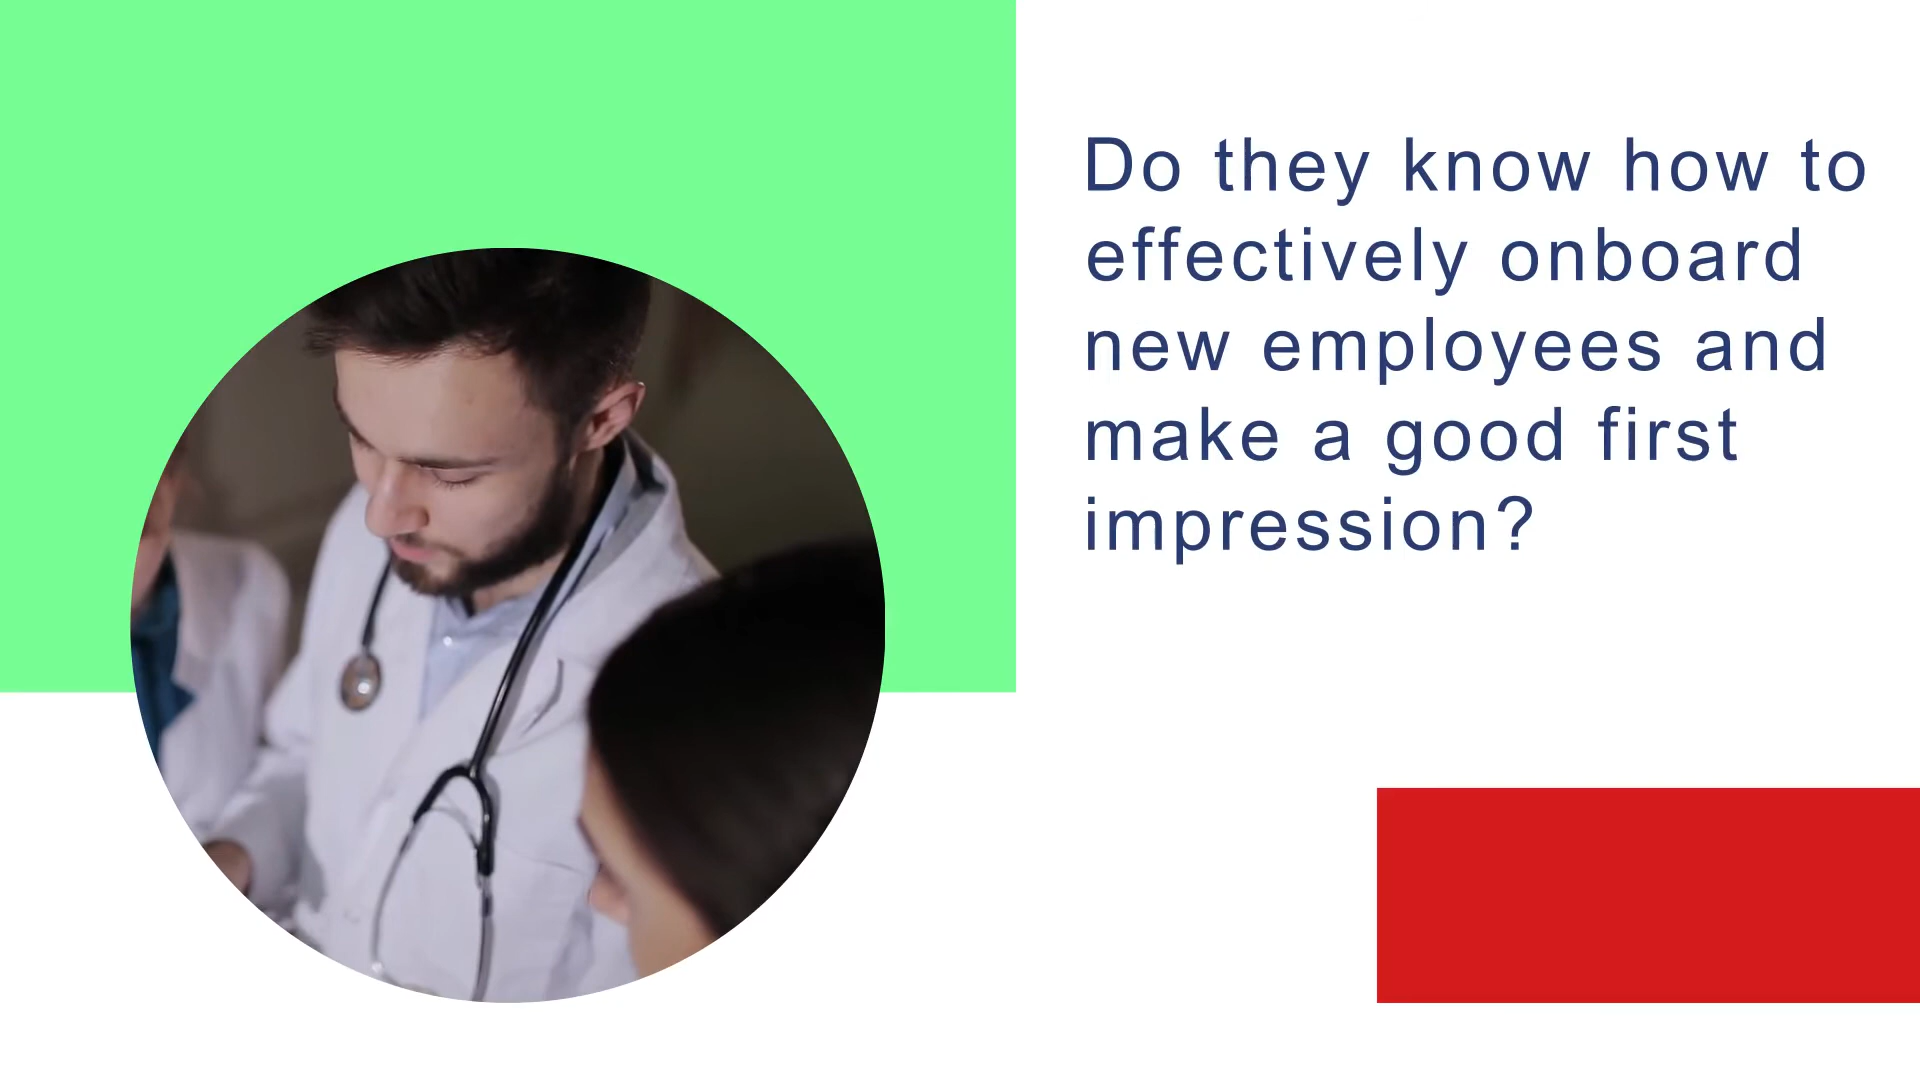 Do they know how to
effectively onboard
new employees and
make a good first
impression?